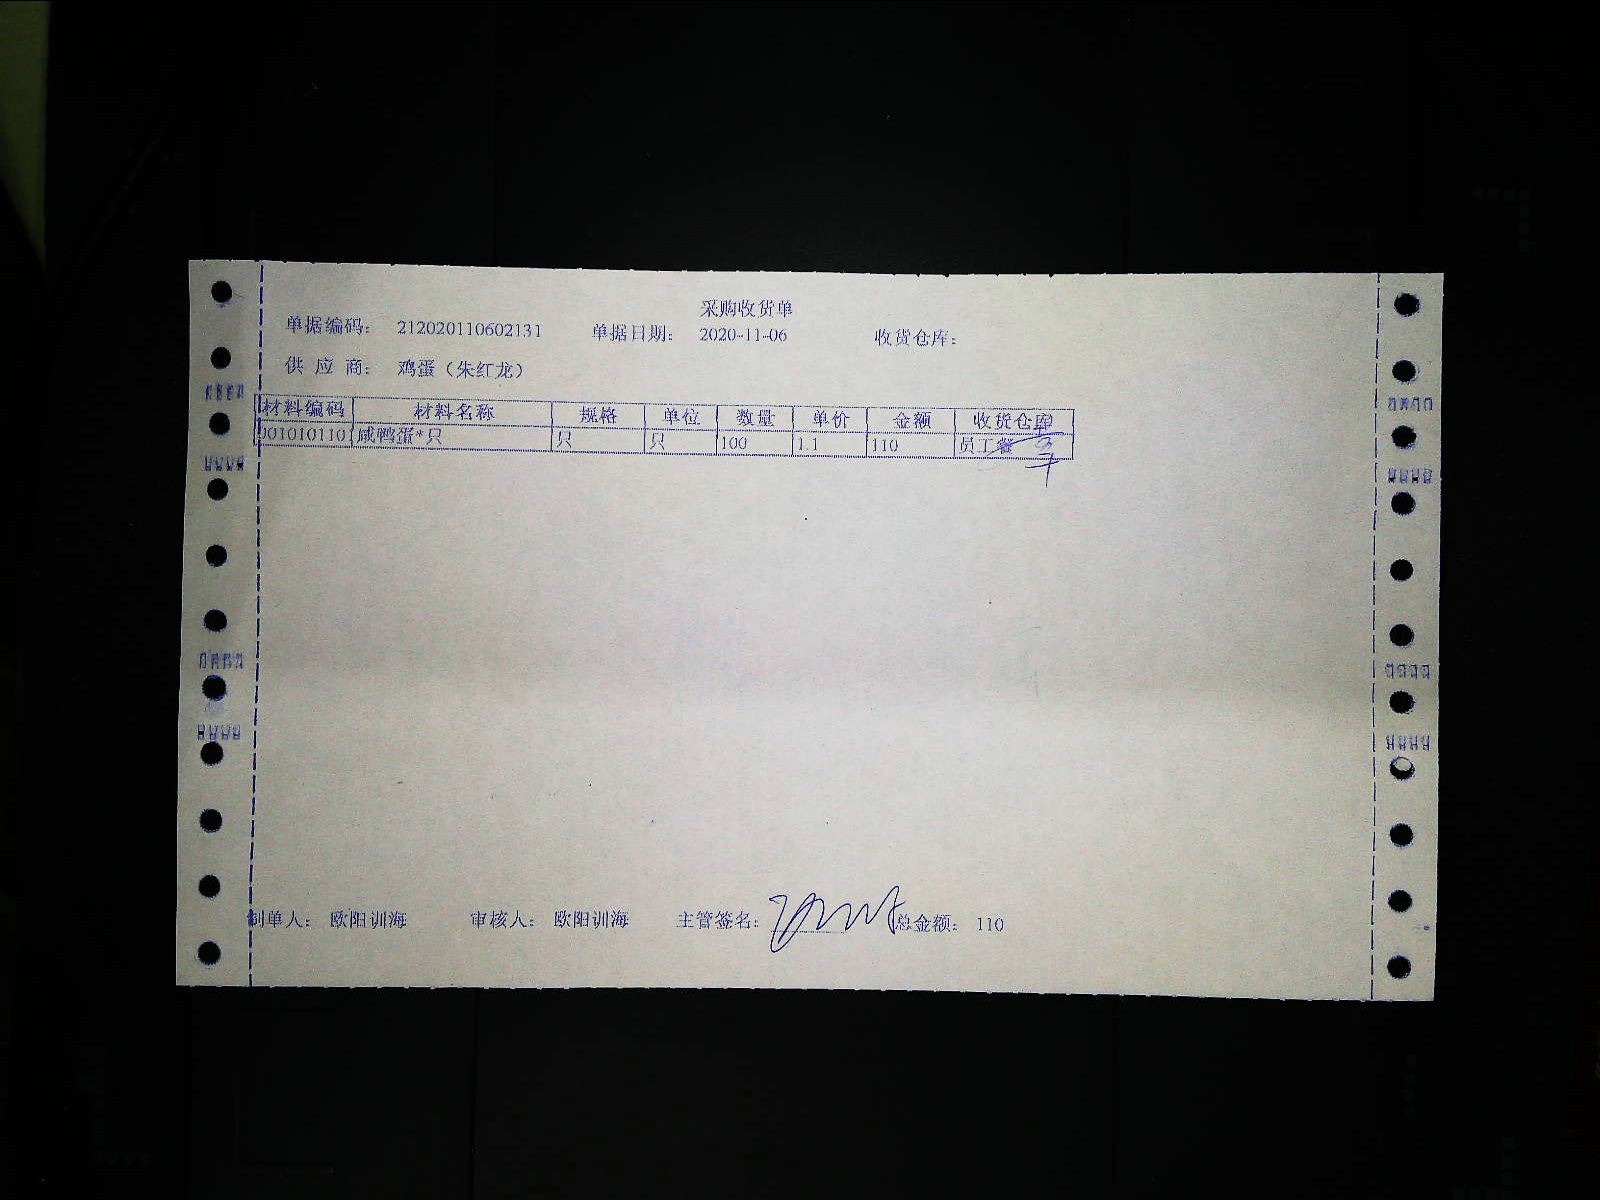 采购收货单
单据编码： 212020110602131 单据日期： 2020-11-06 收货仓库：
供 应 商： 鸡蛋（朱红龙）
材料编码 材料名称 规格 单位 数量 单价 金额 收货仓库
001010110 咸鸭蛋*只 只 只 100 1.1 110 员工餐
制单人： 欧阳训海 审核人： 欧阳训海 主管签名： 总金额： 110